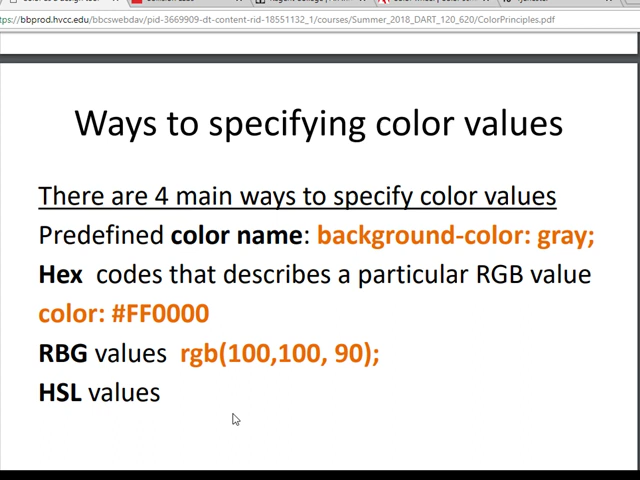 https://bbprod.hvcc.edu/bbcswebdav/pid-3669909-dt-content-rid-18551132_1/courses/Summer_2018_DART_120_620/ColorPrinciples.pdf
Ways to specifying color values
There are 4 main ways to specify color values
Predefined color name: background-color: gray;
Hex codes that describes a particular RGB value
color: #FF0000
RBG values rgb(100,100, 90);
HSL values